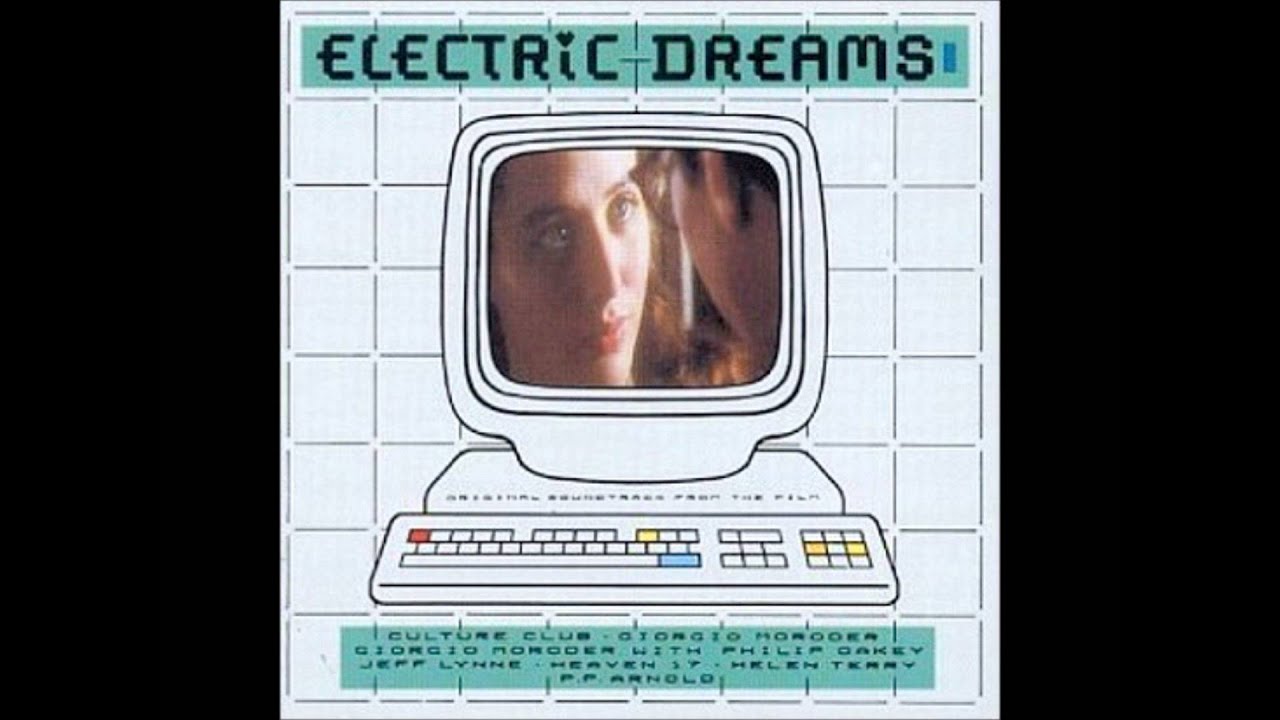 ELECTRiC DREAMS
ORIGINAL SOUNDTRACK FROM THE FILM
CULTURE CLUB · GIORGIO MORODER
GIORGIO MORODER WITH PHILIP OAKEY
JEFF LYNNE · HEAVEN 17 · HELEN TERRY
P.P. ARNOLD